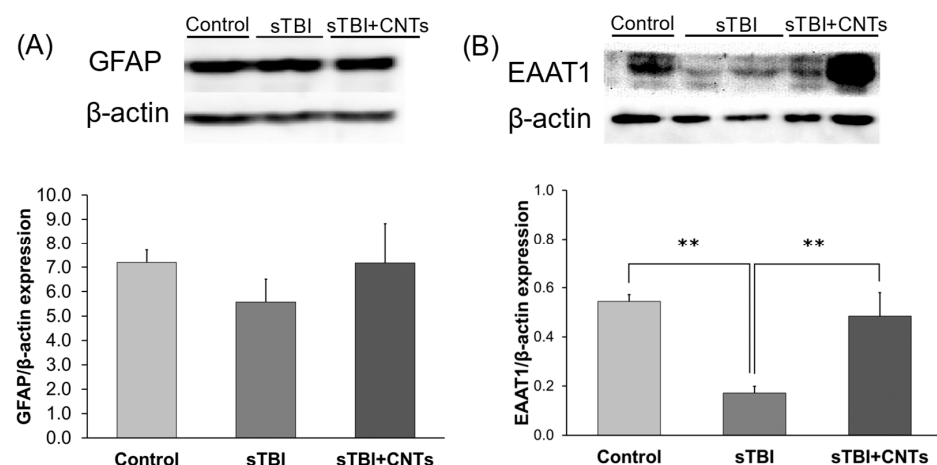 (A)
Control sTBI sTBI+CNTs
GFAP
β-actin
GFAP/β-actin expression
10.0
9.0
8.0
7.0
6.0
5.0
4.0
3.0
2.0
1.0
0.0
Control sTBI sTBI+CNTs
(B)
Control sTBI sTBI+CNTs
EAAT1
β-actin
EAAT1/β-actin expression
1.0
0.8
0.6
0.4
0.2
0.0
** **
Control sTBI sTBI+CNTs